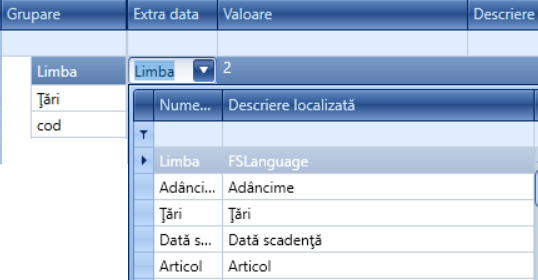 Grupare Extra data Valoare Descriere
Limba Limba 2
Ţări
cod
Nume... Descriere localizată
Limba FSLanguage
Adânci... Adâncime
Ţări Ţări
Dată s... Dată scadenţă
Articol Articol